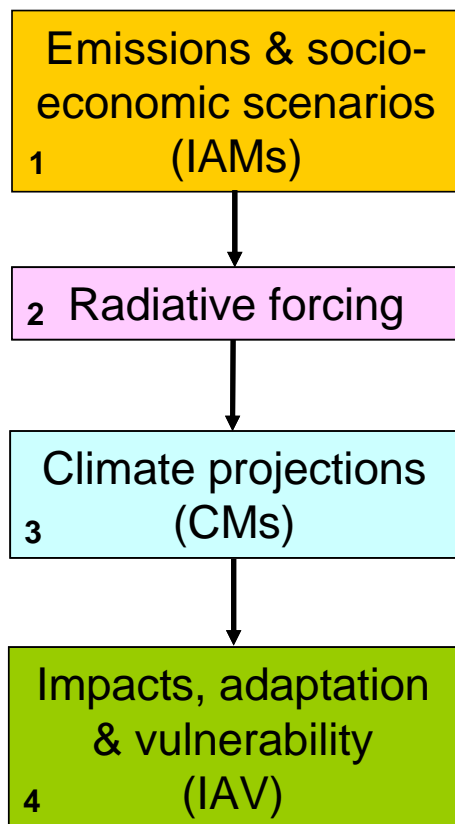 Emissions & socio-
economic scenarios
(IAMs)
1
2 Radiative forcing
Climate projections
(CMs)
3
Impacts, adaptation
& vulnerability
(IAV)
4